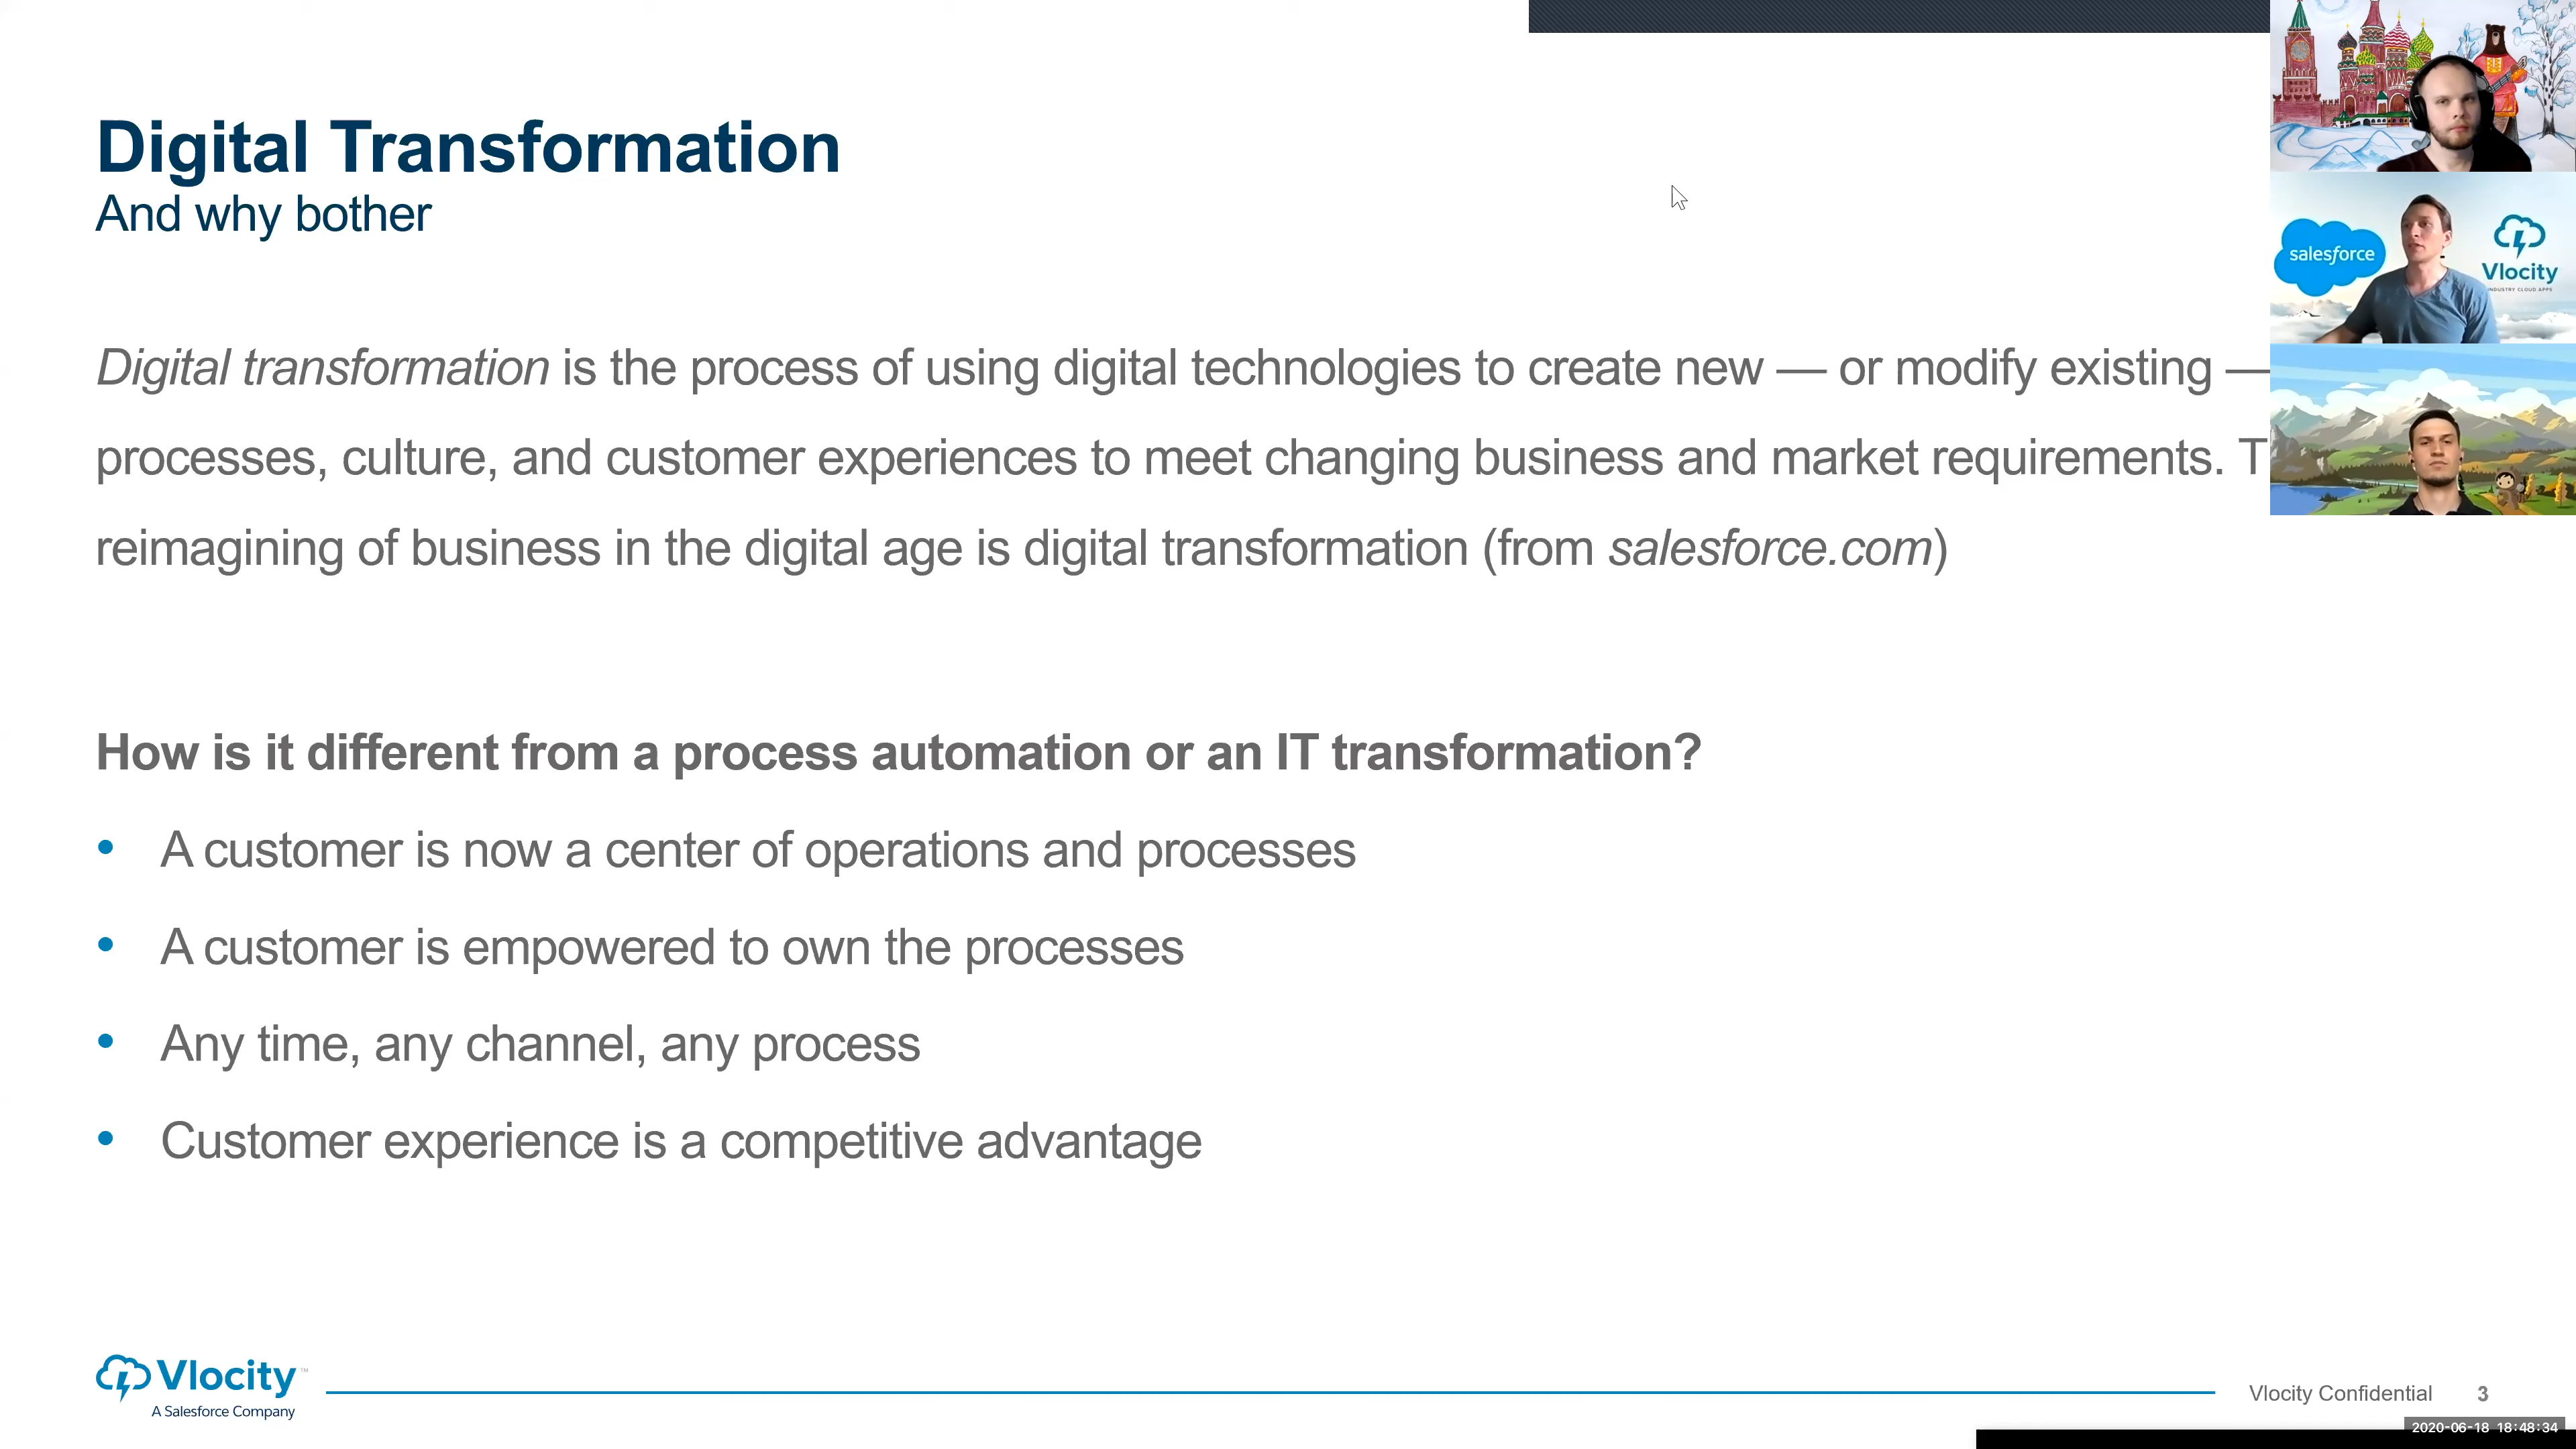 Digital Transformation
And why bother
Digital transformation is the process of using digital technologies to create new — or modify existing —
processes, culture, and customer experiences to meet changing business and market requirements.
reimagining of business in the digital age is digital transformation (from salesforce.com)
How is it different from a process automation or an IT transformation?
• A customer is now a center of operations and processes
• A customer is empowered to own the processes
• Any time, any channel, any process
• Customer experience is a competitive advantage
salesforce
Vlocity
INDUSTRY CLOUD APPS
Vlocity™
A Salesforce Company
Vlocity Confidential 3
2020-06-18 18:48:34